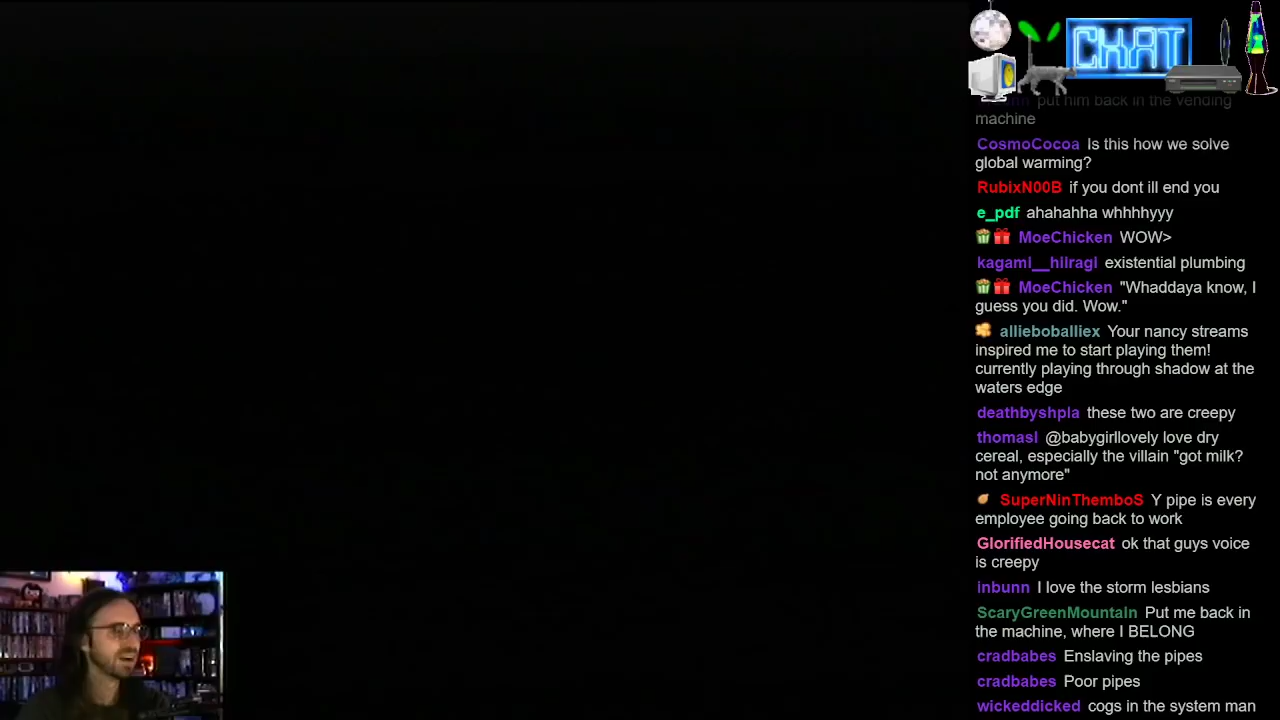 CHAT
put him back in the vending
machine
CosmoCocoa Is this how we solve
global warming?
RubixN00B if you dont ill end you
e_pdf ahahahha whhhhyyy
MoeChicken WOW>
kagami__hiiragi existential plumbing
MoeChicken "Whaddaya know, I
guess you did. Wow."
allieboballiex Your nancy streams
inspired me to start playing them!
currently playing through shadow at the
waters edge
deathbyshpla these two are creepy
thomasl @babygirllovely love dry
cereal, especially the villain "got milk?
not anymore"
SuperNinThemboS Y pipe is every
employee going back to work
GlorifiedHousecat ok that guys voice
is creepy
inbunn I love the storm lesbians
ScaryGreenMountain Put me back in
the machine, where I BELONG
cradbabes Enslaving the pipes
cradbabes Poor pipes
wickeddicked cogs in the system man